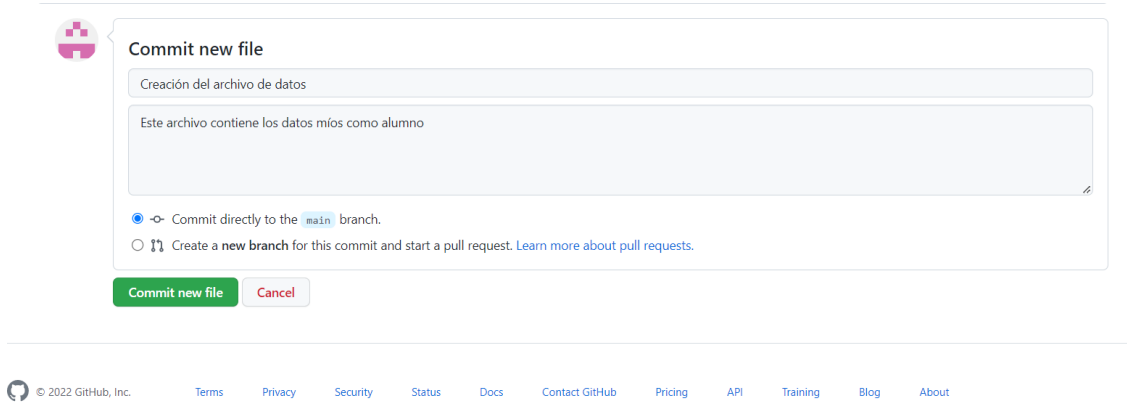 Commit new file
Creación del archivo de datos
Este archivo contiene los datos míos como alumno
Commit directly to the main branch.
Create a new branch for this commit and start a pull request. Learn more about pull requests.
Commit new file Cancel
© 2022 GitHub, Inc. Terms Privacy Security Status Docs Contact GitHub Pricing API Training Blog About